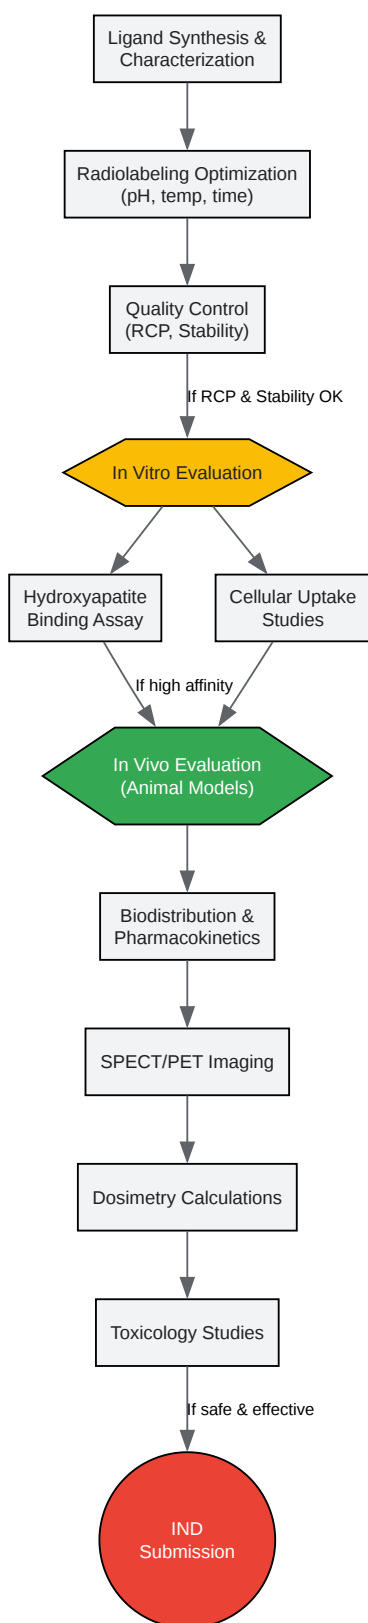 Ligand Synthesis &
Characterization
Radiolabeling Optimization
(pH, temp, time)
Quality Control
(RCP, Stability)
If RCP & Stability OK
In Vitro Evaluation
Hydroxyapatite
Binding Assay
Cellular Uptake
Studies
If high affinity
In Vivo Evaluation
(Animal Models)
Biodistribution &
Pharmacokinetics
SPECT/PET Imaging
Dosimetry Calculations
Toxicology Studies
If safe & effective
IND
Submission